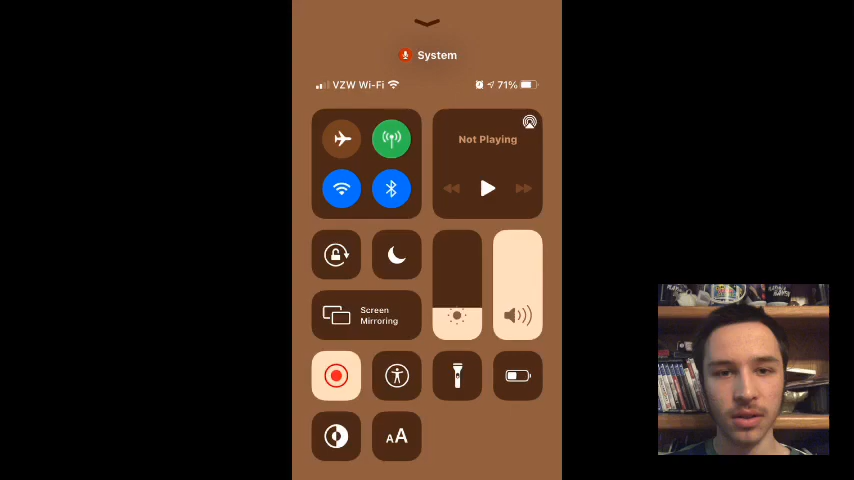 System
VZW Wi-Fi
71%
Not Playing
Screen
Mirroring
AA